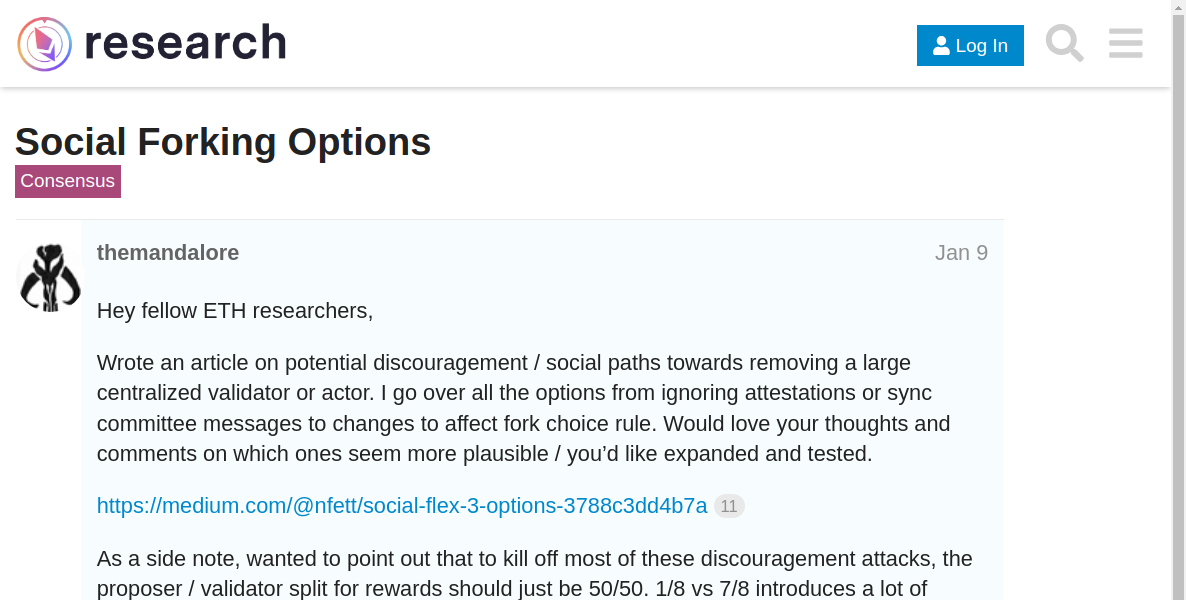 research
Log In
Social Forking Options
Consensus
themandalore
Jan 9
Hey fellow ETH researchers,
Wrote an article on potential discouragement / social paths towards removing a large
centralized validator or actor. I go over all the options from ignoring attestations or sync
committee messages to changes to affect fork choice rule. Would love your thoughts and
comments on which ones seem more plausible / you’d like expanded and tested.
https://medium.com/@nfett/social-flex-3-options-3788c3dd4b7a 11
As a side note, wanted to point out that to kill off most of these discouragement attacks, the
proposer / validator split for rewards should just be 50/50. 1/8 vs 7/8 introduces a lot of